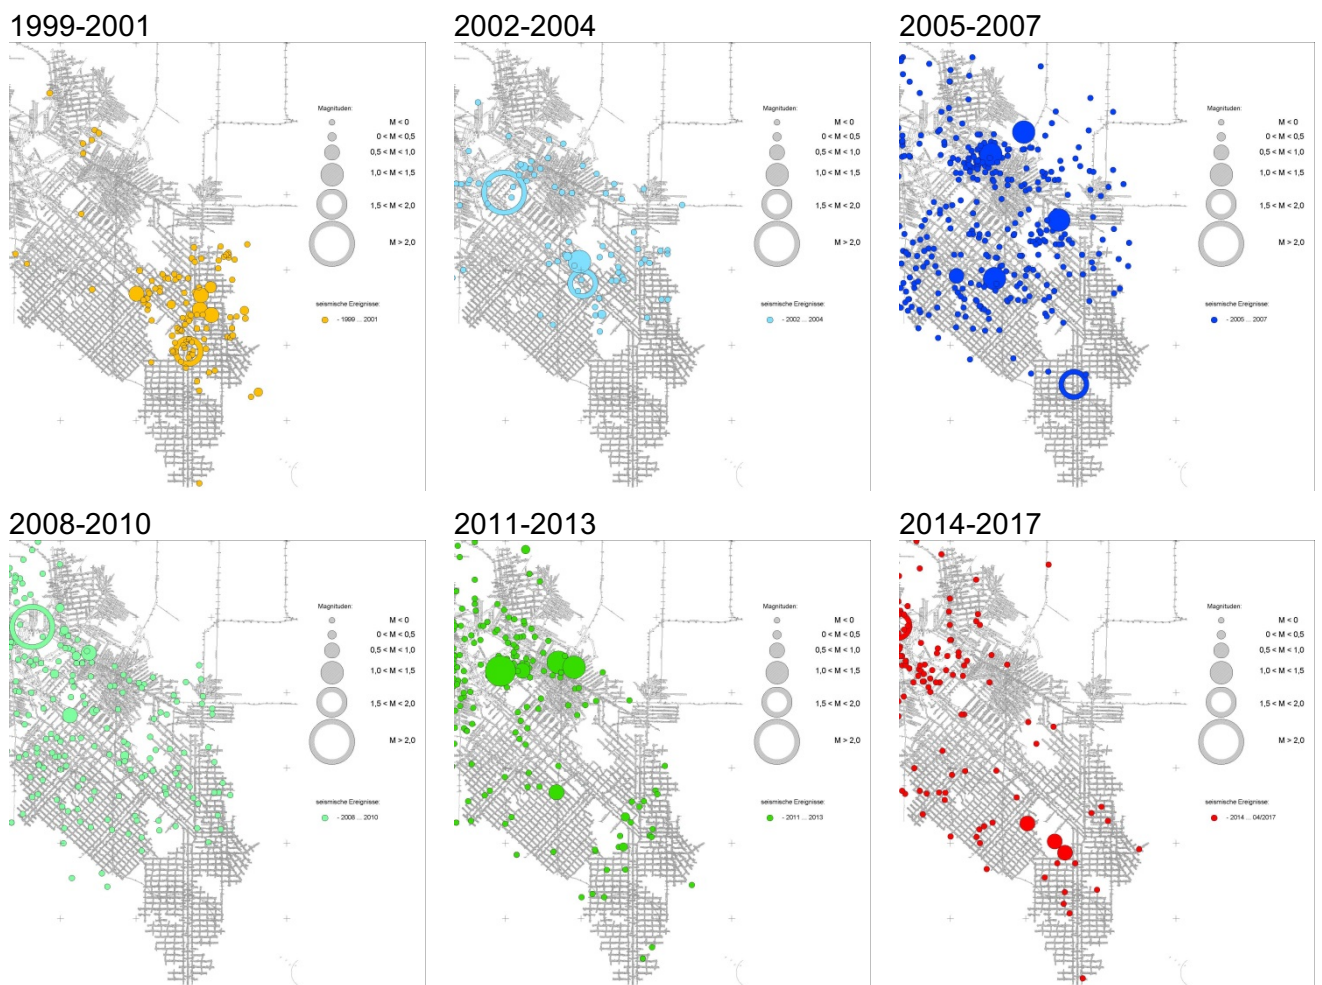 1999-2001
Magnituden:
M < 0
0 < M < 0,5
0,5 < M < 1,0
1,0 < M < 1,5
1,5 < M < 2,0
M > 2,0
seismische Ereignisse:
- 1999 ... 2001
2002-2004
Magnituden:
M < 0
0 < M < 0,5
0,5 < M < 1,0
1,0 < M < 1,5
1,5 < M < 2,0
M > 2,0
seismische Ereignisse:
- 2002 ... 2004
2005-2007
Magnituden:
M < 0
0 < M < 0,5
0,5 < M < 1,0
1,0 < M < 1,5
1,5 < M < 2,0
M > 2,0
seismische Ereignisse:
- 2005 ... 2007
2008-2010
Magnituden:
M < 0
0 < M < 0,5
0,5 < M < 1,0
1,0 < M < 1,5
1,5 < M < 2,0
M > 2,0
seismische Ereignisse:
- 2008 ... 2010
2011-2013
Magnituden:
M < 0
0 < M < 0,5
0,5 < M < 1,0
1,0 < M < 1,5
1,5 < M < 2,0
M > 2,0
seismische Ereignisse:
- 2011 ... 2013
2014-2017
Magnituden:
M < 0
0 < M < 0,5
0,5 < M < 1,0
1,0 < M < 1,5
1,5 < M < 2,0
M > 2,0
seismische Ereignisse:
- 2014 ... 04/2017